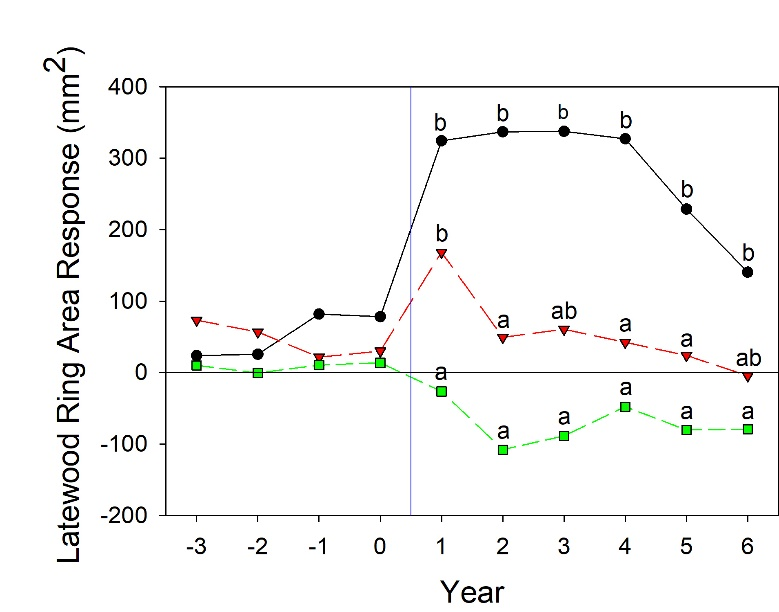 Latewood Ring Area Response (mm²)
400
300
200
100
0
-100
-200
b b b b b b
b a ab a a ab
a a a a a a
-3 -2 -1 0 1 2 3 4 5 6
Year